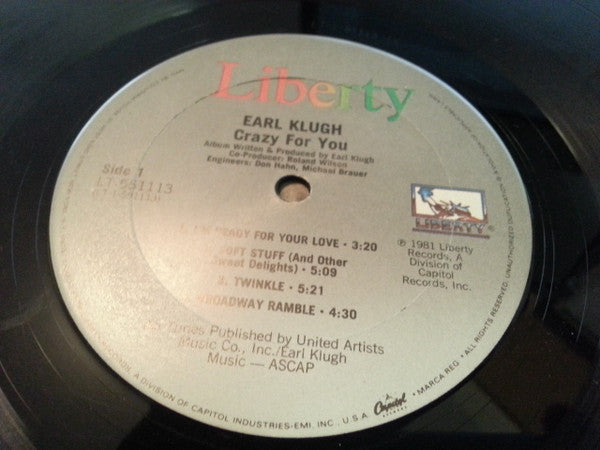 Liberty
EARL KLUGH
Crazy For You
Album Written & Produced by Earl Klugh
Co-Producer: Roland Wilson
Engineers: Don Hahn, Michael Brauer
Side 1
LT 551113
LIBERTY
READY FOR YOUR LOVE • 3:20
SOFT STUFF (And Other
Sweet Delights) • 5:09
3. TWINKLE • 5:21
BROADWAY RAMBLE • 4:30
℗ 1981 Liberty
Records, A
Division of
Capitol
Records, Inc.
Tunes Published by United Artists
Music Co., Inc./Earl Klugh
Music — ASCAP
A DIVISION OF CAPITOL INDUSTRIES-EMI, INC., U.S.A.
Capitol
RECORDS
• MARCA REG. • ALL RIGHTS RESERVED. UNAUTHORIZED DUPLICATION